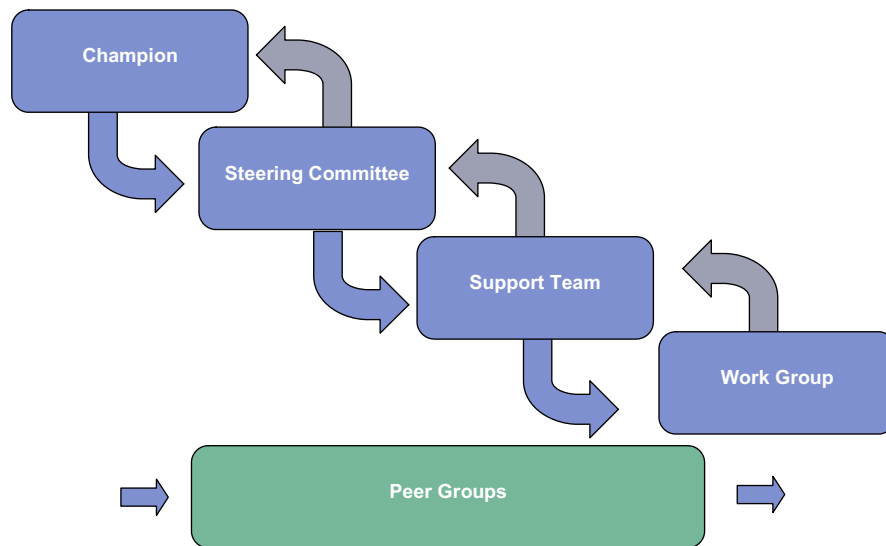 Champion
Steering Committee
Support Team
Work Group
Peer Groups